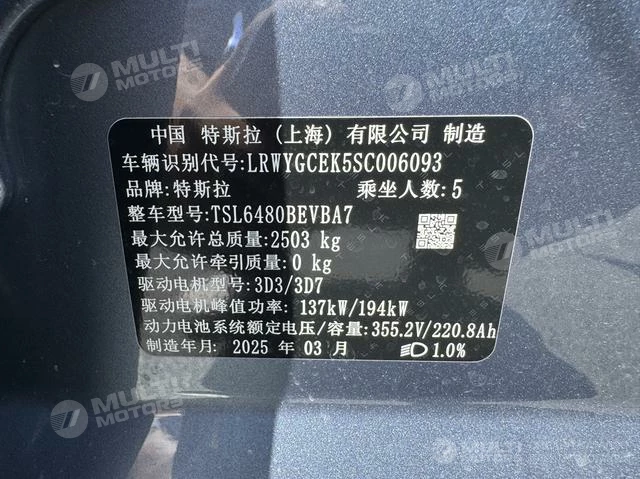 MULTI MOTORS
MULTI MOTORS
中国 特斯拉(上海)有限公司 制造
车辆识别代号:LRWYGCEK5SC006093
品牌:特斯拉 乘坐人数:5
整车型号:TSL6480BEVBA7
最大允许总质量:2503 kg
最大允许牵引质量:0 kg
驱动电机型号:3D3/3D7
驱动电机峰值功率: 137kW/194kW
动力电池系统额定电压/容量:355.2V/220.8Ah
制造年月: 2025 年 03 月 1.0%
MULTI MOTORS
MULTI MOTORS